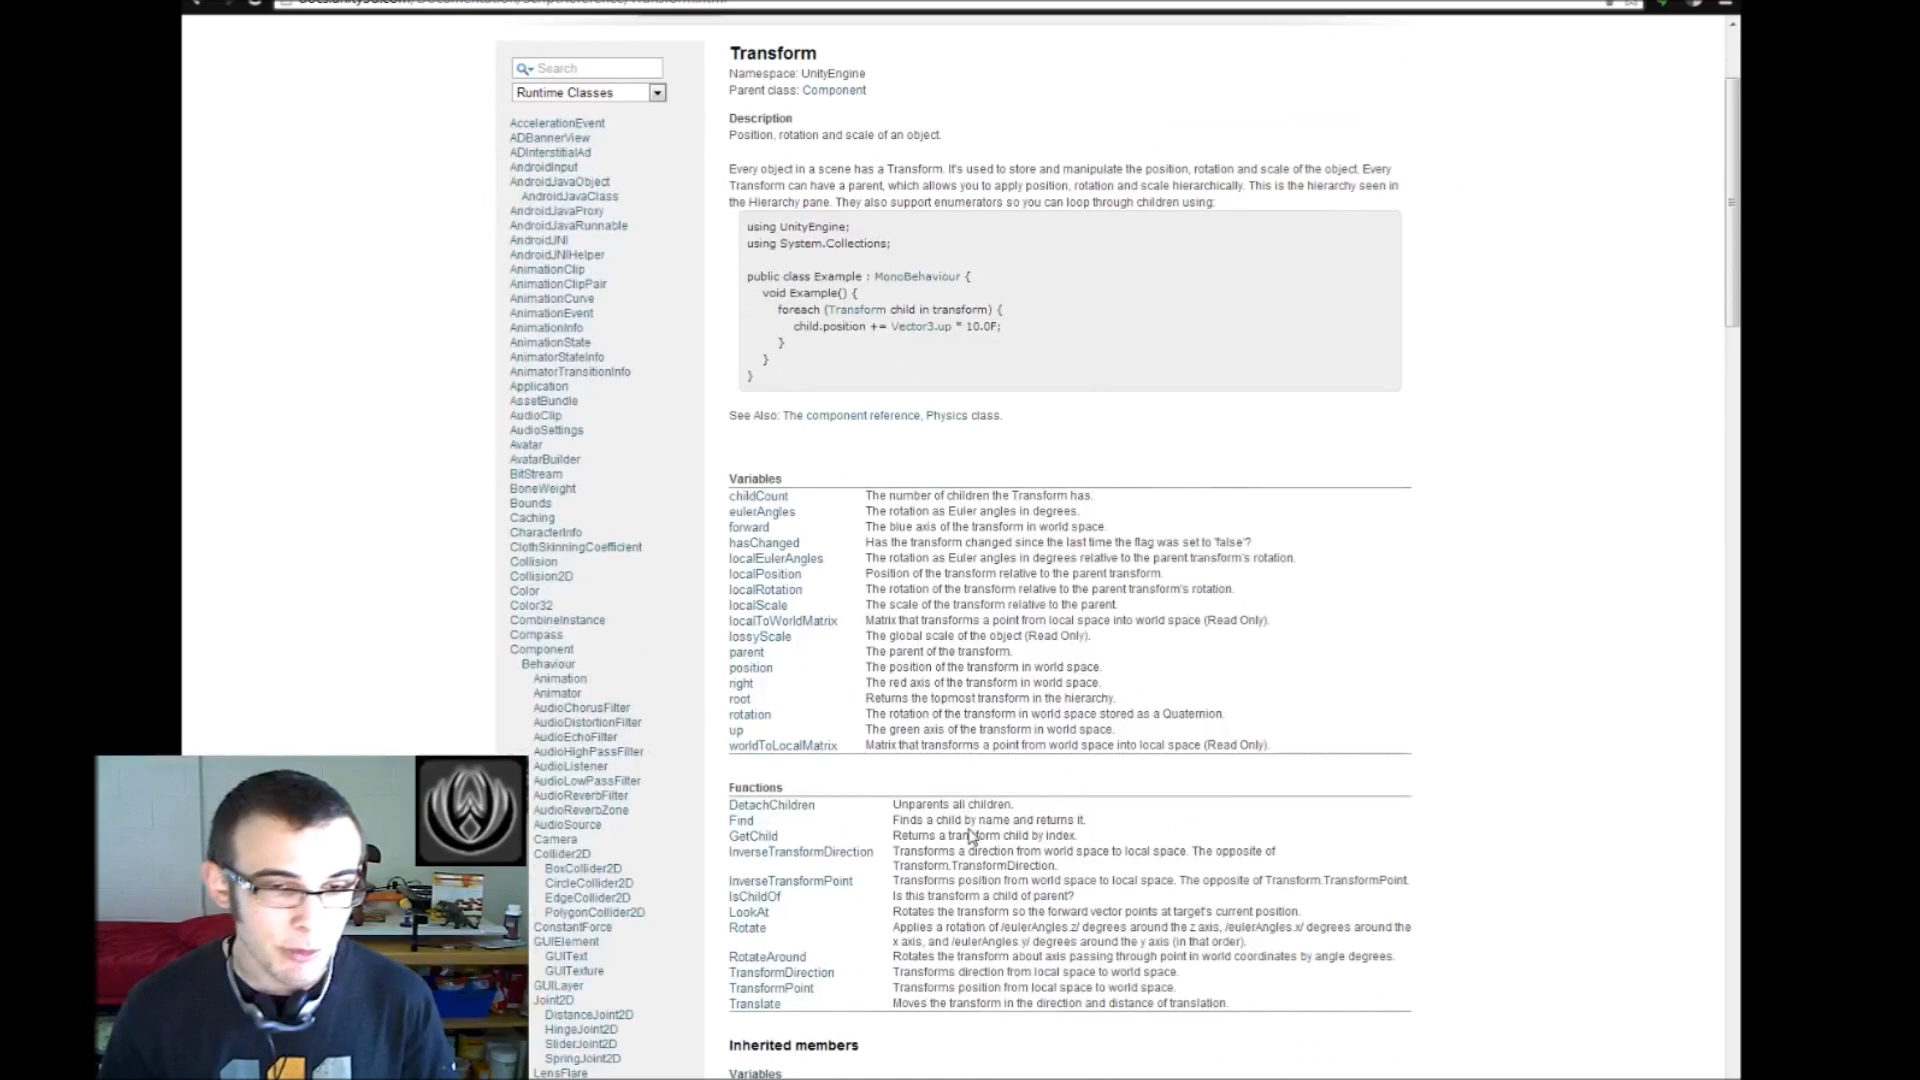 Search
Runtime Classes
AccelerationEvent
ADBannerView
ADInterstitialAd
AndroidInput
AndroidJavaObject
AndroidJavaClass
AndroidJavaProxy
AndroidJavaRunnable
AndroidJNI
AndroidJNIHelper
AnimationClip
AnimationClipPair
AnimationCurve
AnimationEvent
AnimationInfo
AnimationState
AnimatorStateInfo
AnimatorTransitionInfo
Application
AssetBundle
AudioClip
AudioSettings
Avatar
AvatarBuilder
BitStream
BoneWeight
Bounds
Caching
CharacterInfo
ClothSkinningCoefficient
Collision
Collision2D
Color
Color32
CombineInstance
Compass
Component
Behaviour
Animation
Animator
AudioChorusFilter
AudioDistortionFilter
AudioEchoFilter
AudioHighPassFilter
AudioListener
AudioLowPassFilter
AudioReverbFilter
AudioReverbZone
AudioSource
Camera
Collider2D
BoxCollider2D
CircleCollider2D
EdgeCollider2D
PolygonCollider2D
ConstantForce
GUIElement
GUIText
GUITexture
GUILayer
Joint2D
DistanceJoint2D
HingeJoint2D
SliderJoint2D
SpringJoint2D
LensFlare
Transform
Namespace: UnityEngine
Parent class: Component
Description
Position, rotation and scale of an object.
Every object in a scene has a Transform. It's used to store and manipulate the position, rotation and scale of the object. Every
Transform can have a parent, which allows you to apply position, rotation and scale hierarchically. This is the hierarchy seen in
the Hierarchy pane. They also support enumerators so you can loop through children using:
using UnityEngine;
using System.Collections;
public class Example : MonoBehaviour {
void Example() {
foreach (Transform child in transform) {
child.position += Vector3.up * 10.0F;
}
}
}
See Also: The component reference, Physics class.
Variables
childCount The number of children the Transform has.
eulerAngles The rotation as Euler angles in degrees.
forward The blue axis of the transform in world space.
hasChanged Has the transform changed since the last time the flag was set to 'false'?
localEulerAngles The rotation as Euler angles in degrees relative to the parent transform's rotation.
localPosition Position of the transform relative to the parent transform.
localRotation The rotation of the transform relative to the parent transform's rotation.
localScale The scale of the transform relative to the parent.
localToWorldMatrix Matrix that transforms a point from local space into world space (Read Only).
lossyScale The global scale of the object (Read Only).
parent The parent of the transform.
position The position of the transform in world space.
right The red axis of the transform in world space.
root Returns the topmost transform in the hierarchy.
rotation The rotation of the transform in world space stored as a Quaternion.
up The green axis of the transform in world space.
worldToLocalMatrix Matrix that transforms a point from world space into local space (Read Only).
Functions
DetachChildren Unparents all children.
Find Finds a child by name and returns it.
GetChild Returns a transform child by index.
InverseTransformDirection Transforms a direction from world space to local space. The opposite of
Transform.TransformDirection.
InverseTransformPoint Transforms position from world space to local space. The opposite of Transform.TransformPoint.
IsChildOf Is this transform a child of parent?
LookAt Rotates the transform so the forward vector points at target's current position.
Rotate Applies a rotation of /eulerAngles.z/ degrees around the z axis, /eulerAngles.x/ degrees around the
x axis, and /eulerAngles.y/ degrees around the y axis (in that order).
RotateAround Rotates the transform about axis passing through point in world coordinates by angle degrees.
TransformDirection Transforms direction from local space to world space.
TransformPoint Transforms position from local space to world space.
Translate Moves the transform in the direction and distance of translation.
Inherited members
Variables